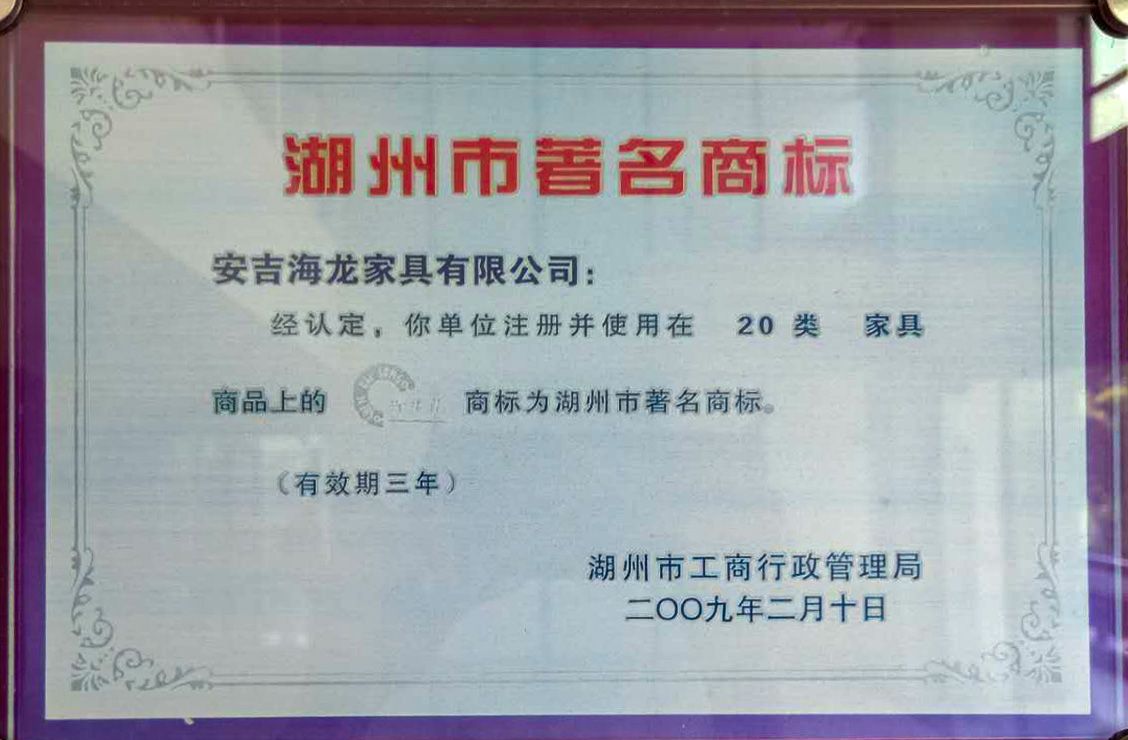 湖州市著名商标
安吉海龙家具有限公司：
经认定，你单位注册并使用在 20 类 家具
商品上的 商标为湖州市著名商标。
（有效期三年）
湖州市工商行政管理局
二〇〇九年二月十日